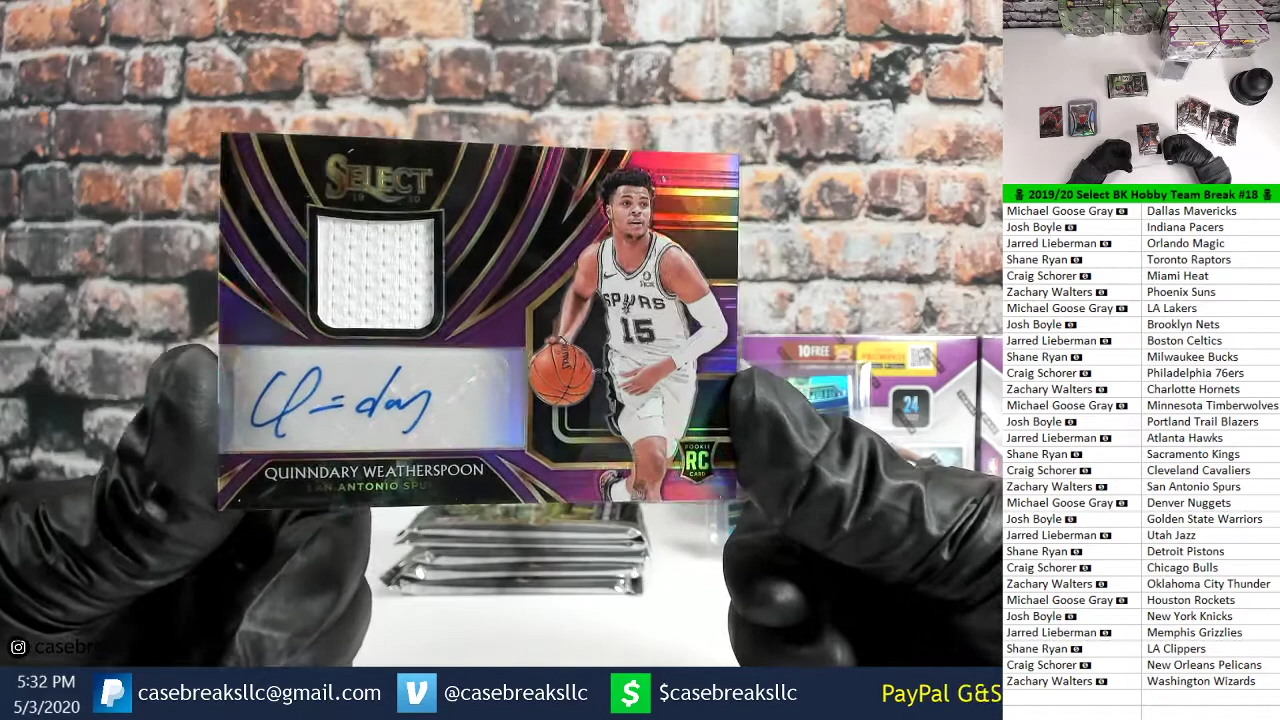 SELECT
SPURS
15
QUINNDARY WEATHERSPOON
SAN ANTONIO SPU
ROOKIE
RC
CARD
10 FREE
24
2019/20 Select BK Hobby Team Break #18
Michael Goose Gray Dallas Mavericks
Josh Boyle Indiana Pacers
Jarred Lieberman Orlando Magic
Shane Ryan Toronto Raptors
Craig Schorer Miami Heat
Zachary Walters Phoenix Suns
Michael Goose Gray LA Lakers
Josh Boyle Brooklyn Nets
Jarred Lieberman Boston Celtics
Shane Ryan Milwaukee Bucks
Craig Schorer Philadelphia 76ers
Zachary Walters Charlotte Hornets
Michael Goose Gray Minnesota Timberwolves
Josh Boyle Portland Trail Blazers
Jarred Lieberman Atlanta Hawks
Shane Ryan Sacramento Kings
Craig Schorer Cleveland Cavaliers
Zachary Walters San Antonio Spurs
Michael Goose Gray Denver Nuggets
Josh Boyle Golden State Warriors
Jarred Lieberman Utah Jazz
Shane Ryan Detroit Pistons
Craig Schorer Chicago Bulls
Zachary Walters Oklahoma City Thunder
Michael Goose Gray Houston Rockets
Josh Boyle New York Knicks
Jarred Lieberman Memphis Grizzlies
Shane Ryan LA Clippers
Craig Schorer New Orleans Pelicans
Zachary Walters Washington Wizards
casebre
5:32 PM
5/3/2020
casebreaksllc@gmail.com
@casebreaksllc
$casebreaksllc
PayPal G&S